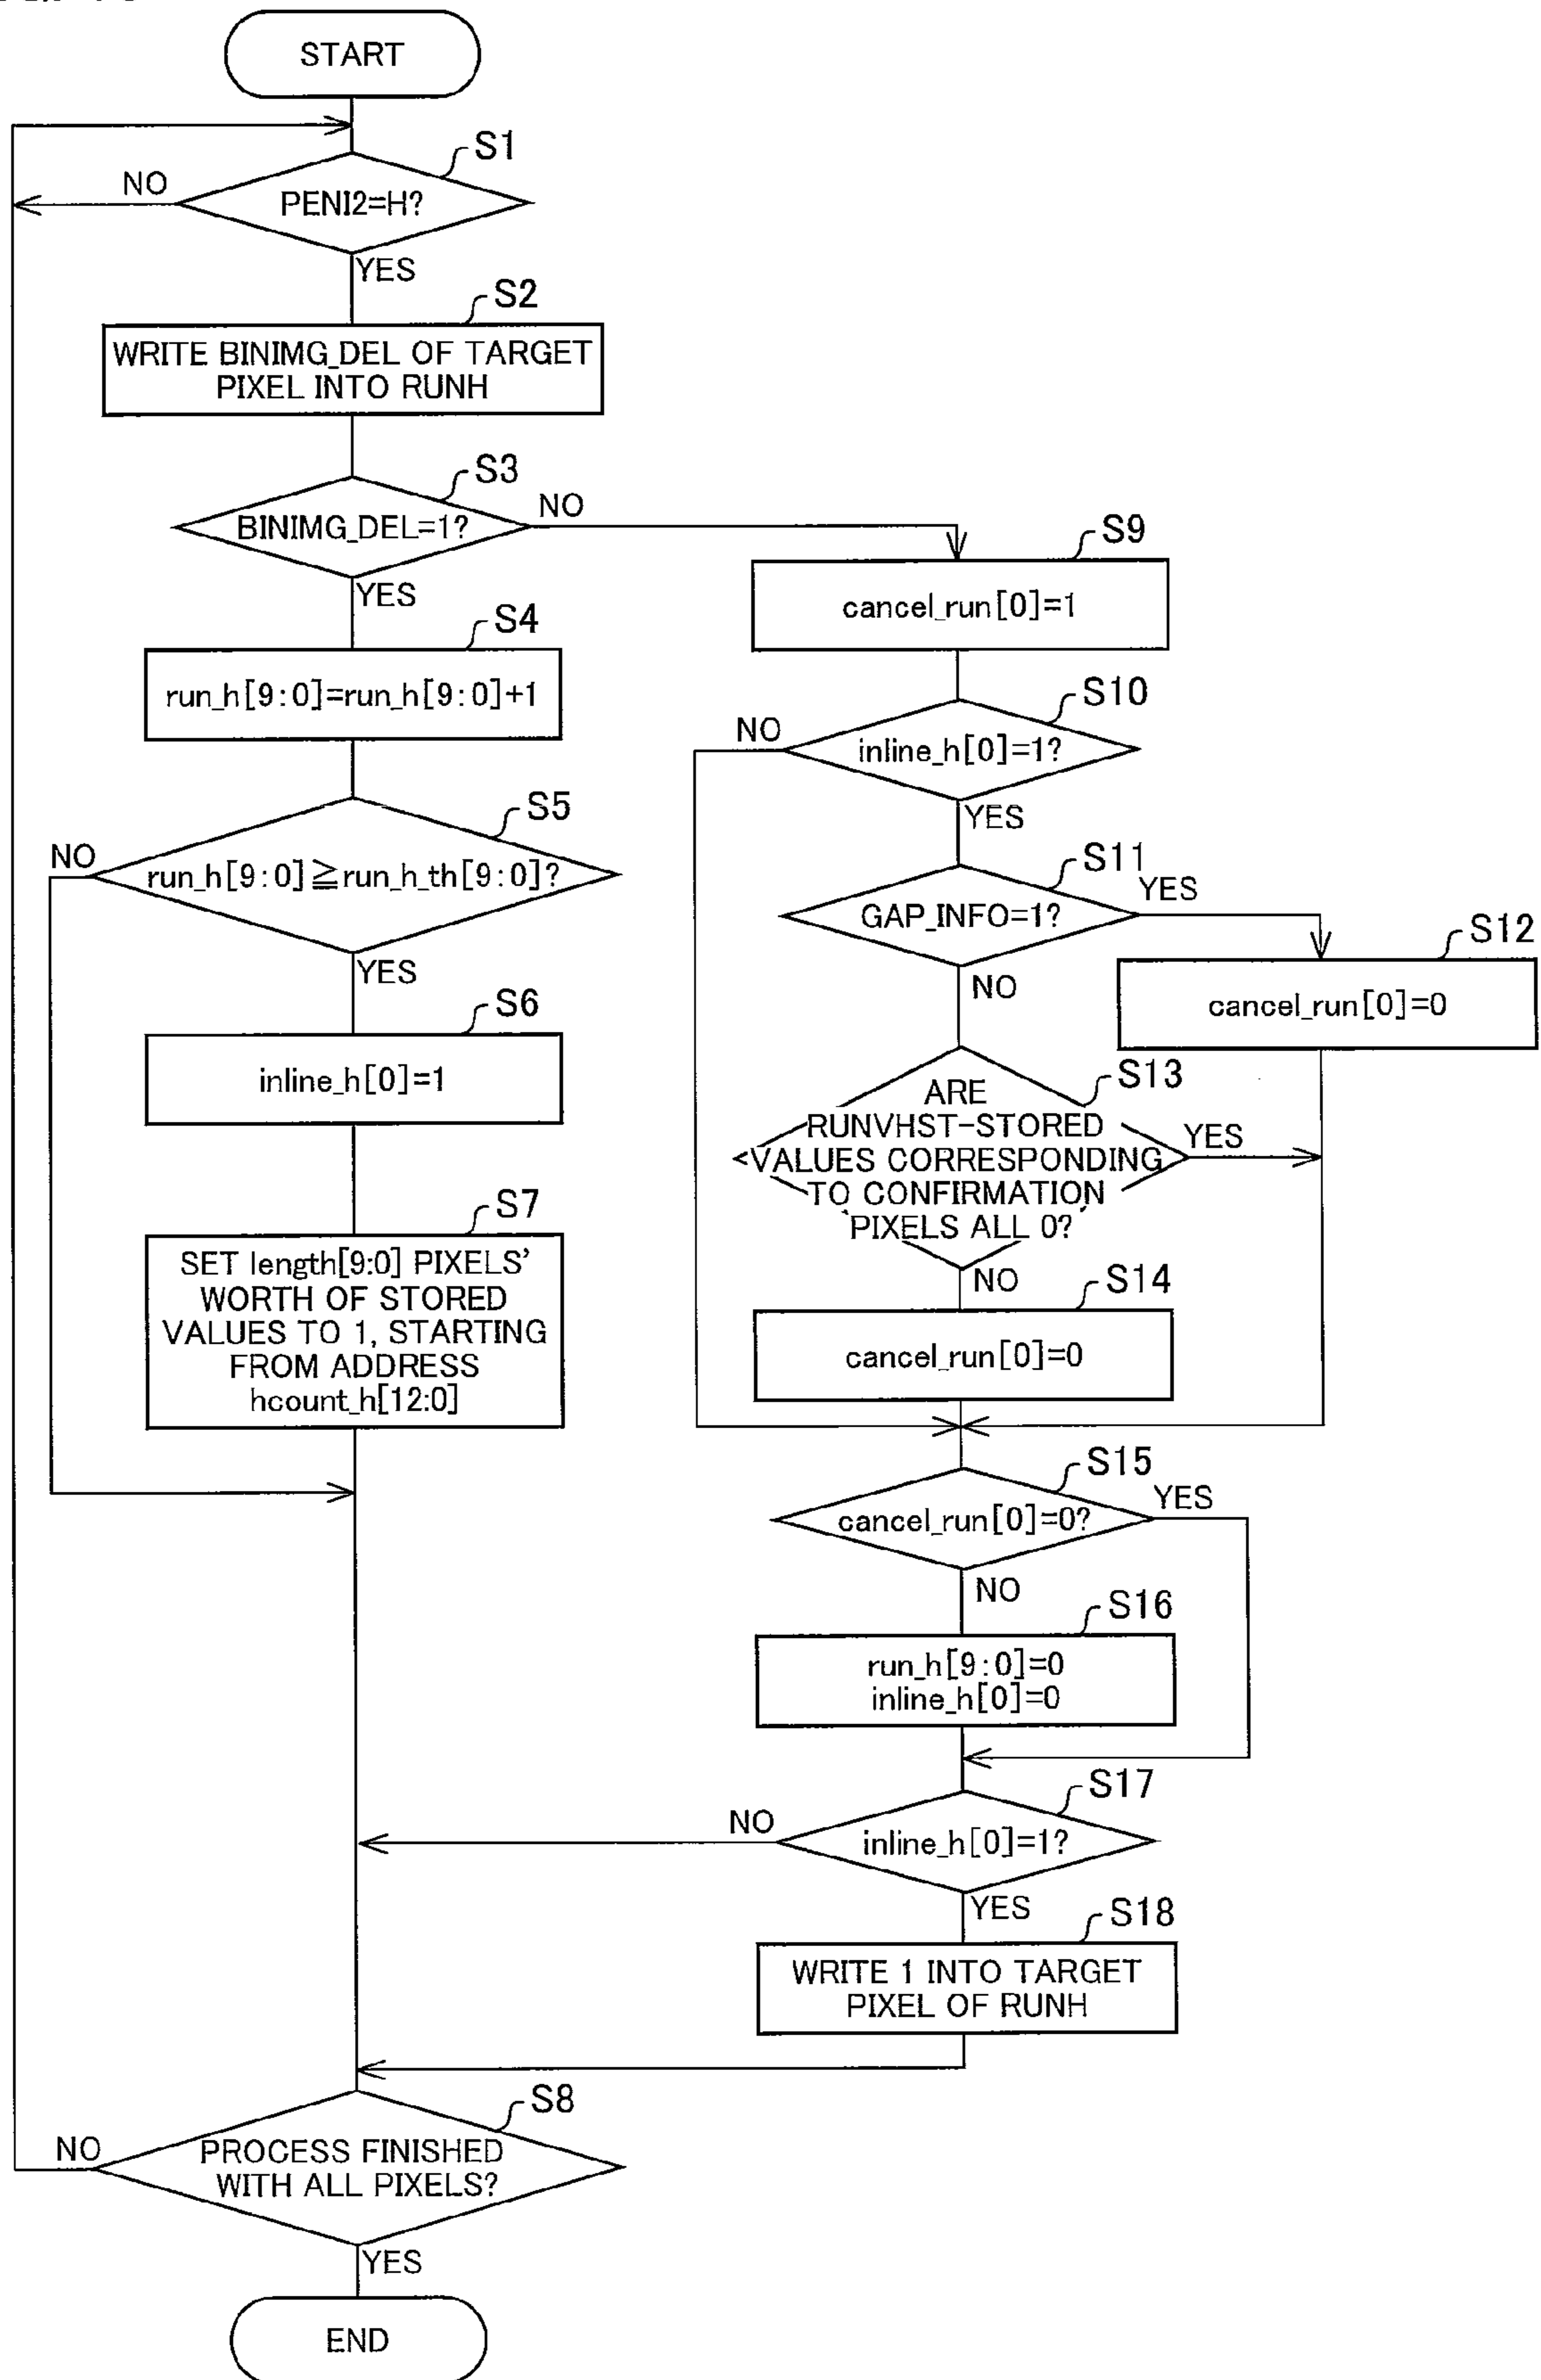 START
S1
NO
PENI2=H?
YES
S2
WRITE BINIMG_DEL OF TARGET
PIXEL INTO RUNH
S3
BINIMG_DEL=1?
NO
YES
S4
run_h[9:0]=run_h[9:0]+1
S5
NO
run_h[9:0]≧run_h_th[9:0]?
YES
S6
inline_h[0]=1
S7
SET length[9:0] PIXELS'
WORTH OF STORED
VALUES TO 1, STARTING
FROM ADDRESS
hcount_h[12:0]
S9
cancel_run[0]=1
S10
NO
inline_h[0]=1?
YES
S11
YES
GAP_INFO=1?
NO
S12
cancel_run[0]=0
S13
ARE
RUNVHST-STORED
VALUES CORRESPONDING
TO CONFIRMATION
PIXELS ALL 0?
YES
NO
S14
cancel_run[0]=0
S15
YES
cancel_run[0]=0?
NO
S16
run_h[9:0]=0
inline_h[0]=0
S17
NO
inline_h[0]=1?
YES
S18
WRITE 1 INTO TARGET
PIXEL OF RUNH
S8
NO
PROCESS FINISHED
WITH ALL PIXELS?
YES
END